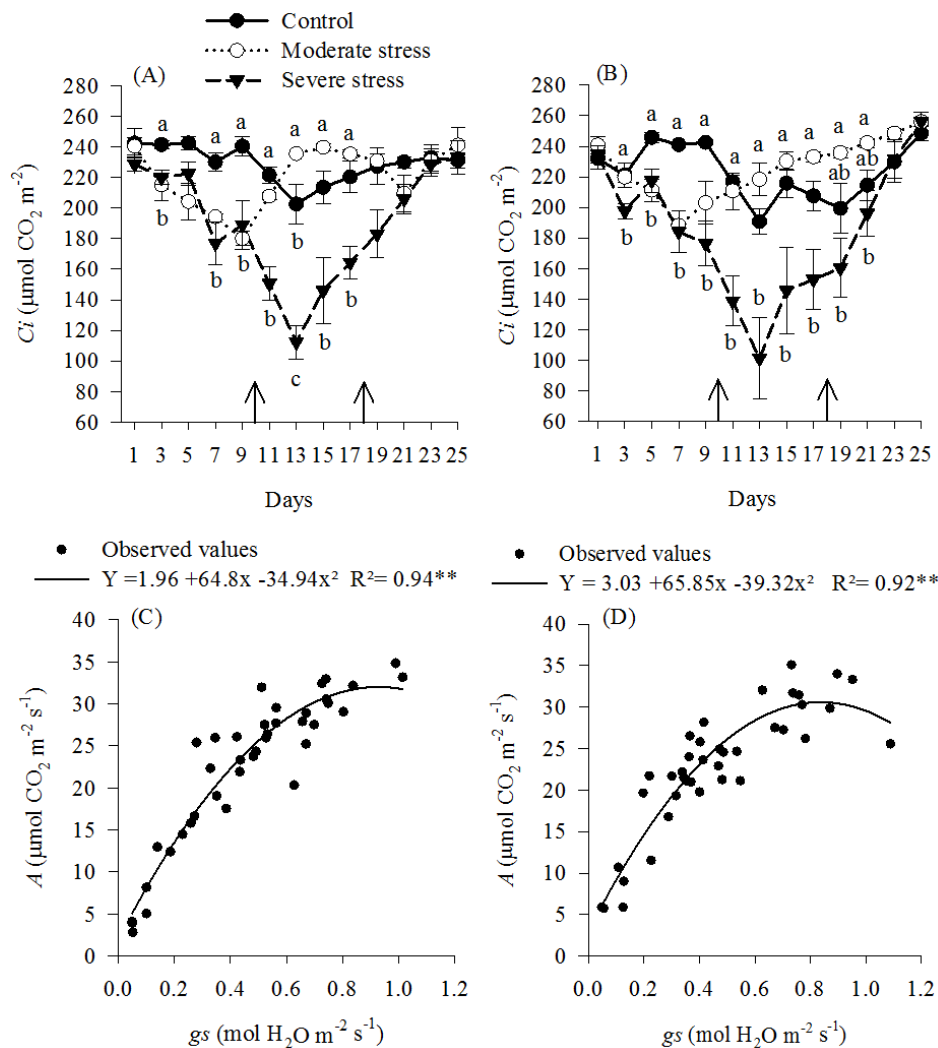 Control
Moderate stress
Severe stress
(A)
a a a a a a a
b b b b c b b
Ci (μmol CO₂ m⁻²)
280
260
240
220
200
180
160
140
120
100
80
60
1 3 5 7 9 11 13 15 17 19 21 23 25
Days
(B)
a a a a a a a a a a
b b b b b b b b ab ab b
Ci (μmol CO₂ m⁻²)
280
260
240
220
200
180
160
140
120
100
80
60
1 3 5 7 9 11 13 15 17 19 21 23 25
Days
Observed values
Y =1.96 +64.8x -34.94x² R²= 0.94**
(C)
A (μmol CO₂ m⁻² s⁻¹)
40
35
30
25
20
15
10
5
0
0.0 0.2 0.4 0.6 0.8 1.0 1.2
gs (mol H₂O m⁻² s⁻¹)
Observed values
Y = 3.03 +65.85x -39.32x² R²= 0.92**
(D)
A (μmol CO₂ m⁻² s⁻¹)
40
35
30
25
20
15
10
5
0
0.0 0.2 0.4 0.6 0.8 1.0 1.2
gs (mol H₂O m⁻² s⁻¹)